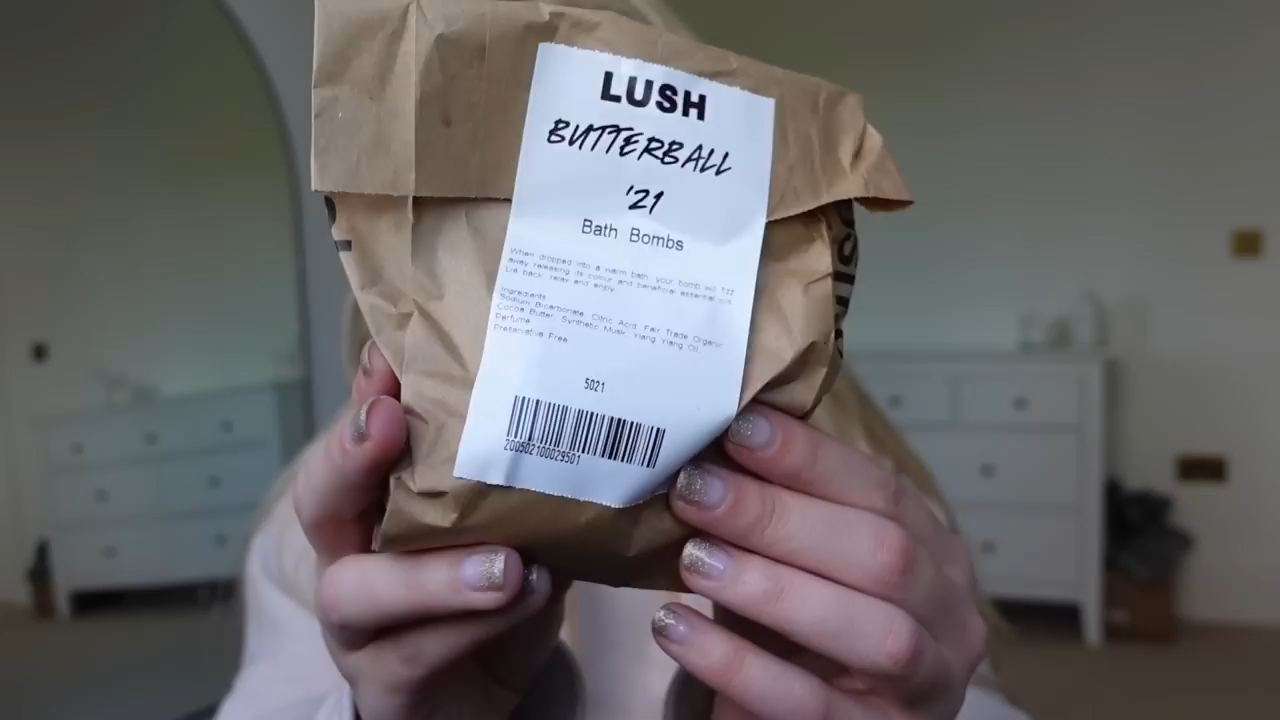 LUSH
BUTTERBALL
'21
Bath Bombs
When dropped into a warm bath, your bomb will fizz
away releasing its colour and beneficial essential oils
Lie back, relax and enjoy
Ingredients
Sodium Bicarbonate, Citric Acid, Fair Trade Organic
Cocoa Butter, Synthetic Musk, Ylang Ylang Oil,
Perfume
Preservative Free
5021
200502100029501